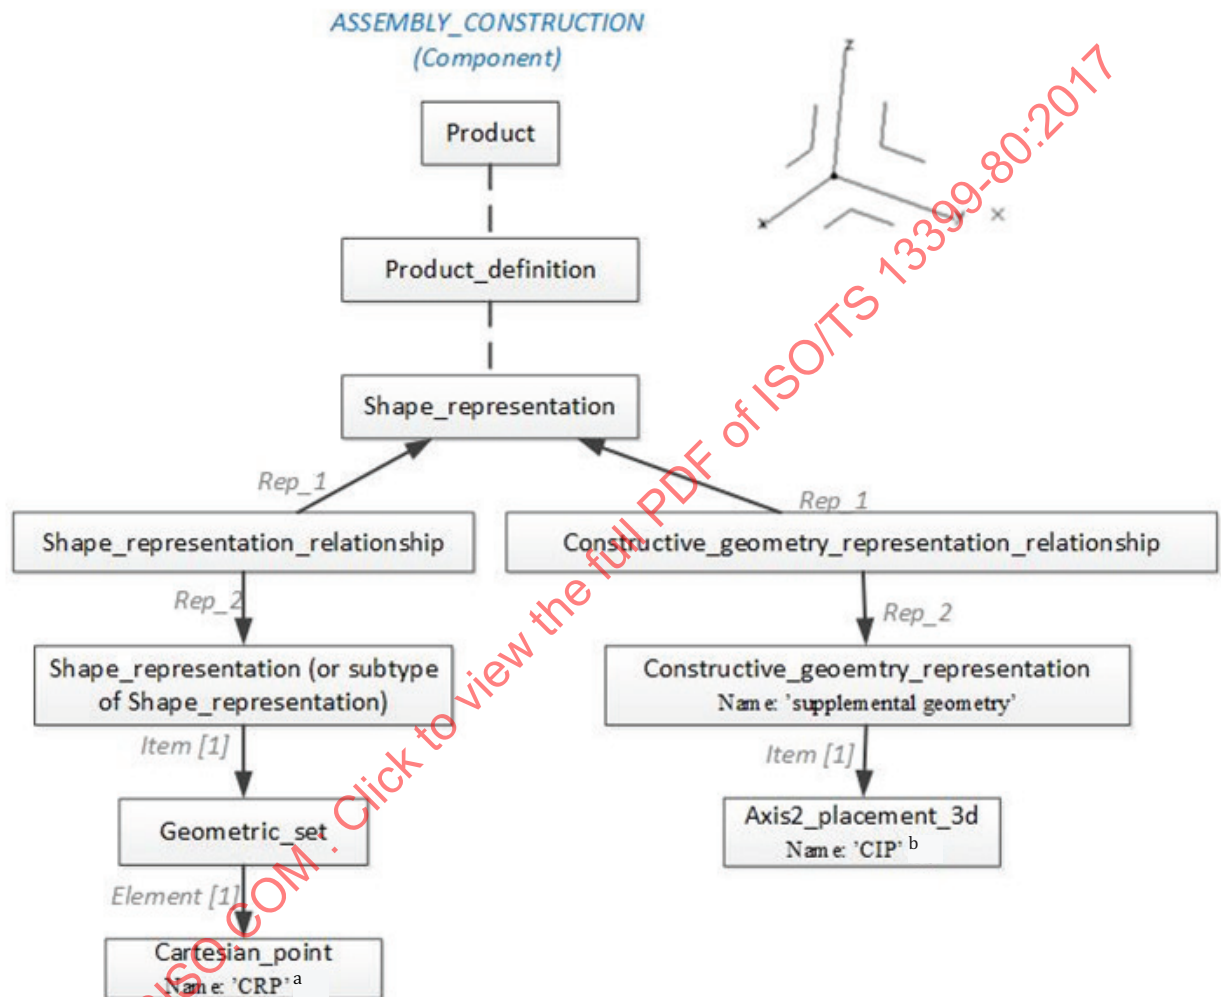 ASSEMBLY_CONSTRUCTION
(Component)
z
Product
x
y
×
Product_definition
Shape_representation
Rep_1
Rep_1
Shape_representation_relationship
Constructive_geometry_representation_relationship
Rep_2
Rep_2
Shape_representation (or subtype
of Shape_representation)
Constructive_geoemtry_representation
Name: 'supplemental geometry'
Item [1]
Item [1]
Geometric_set
Axis2_placement_3d
Name: 'CIP' b
Element [1]
Cartesian_point
Name: 'CRP' a
ISO.COM : Click to view the full PDF of ISO/TS 13399-80:2017